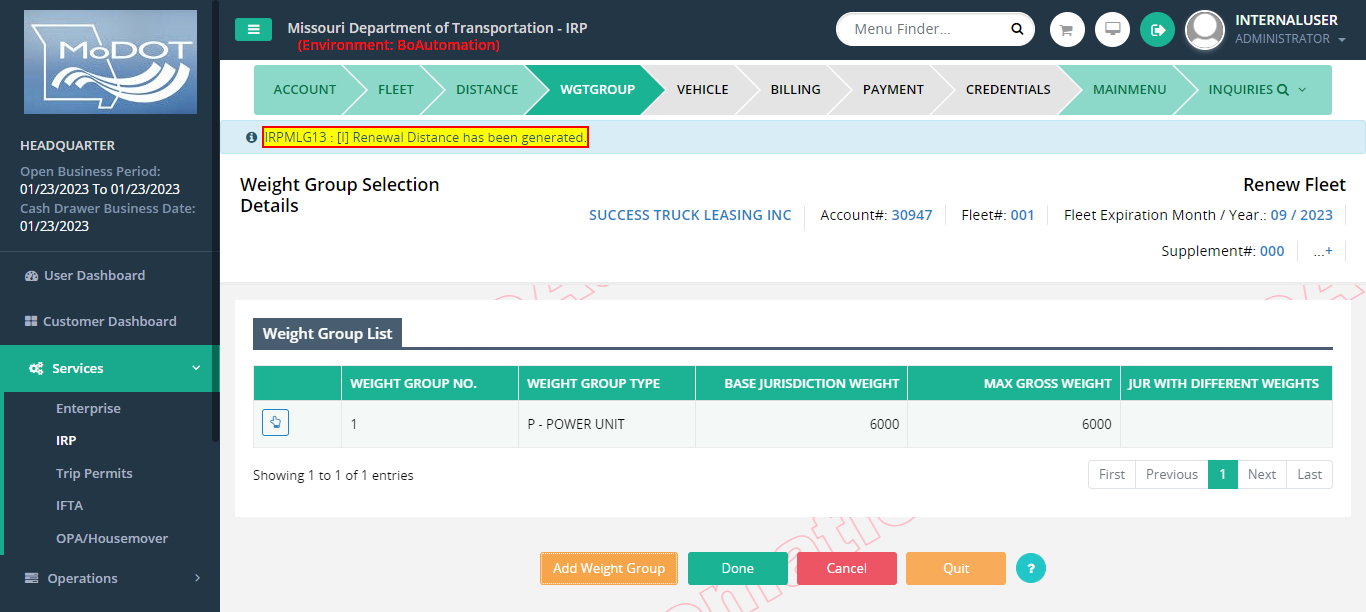 MoDOT
HEADQUARTER
Open Business Period:
01/23/2023 To 01/23/2023
Cash Drawer Business Date:
01/23/2023
User Dashboard
Customer Dashboard
Services
Enterprise
IRP
Trip Permits
IFTA
OPA/Housemover
Operations
Missouri Department of Transportation - IRP
(Environment: BoAutomation)
Menu Finder...
INTERNALUSER
ADMINISTRATOR
ACCOUNT FLEET DISTANCE WGTGROUP VEHICLE BILLING PAYMENT CREDENTIALS MAINMENU INQUIRIES
IRPMLG13 : [I] Renewal Distance has been generated.
Weight Group Selection
Details
Renew Fleet
SUCCESS TRUCK LEASING INC Account#: 30947 Fleet#: 001 Fleet Expiration Month / Year.: 09 / 2023
Supplement#: 000 ...+
Weight Group List
WEIGHT GROUP NO. WEIGHT GROUP TYPE BASE JURISDICTION WEIGHT MAX GROSS WEIGHT JUR WITH DIFFERENT WEIGHTS
1 P - POWER UNIT 6000 6000
Showing 1 to 1 of 1 entries
First Previous 1 Next Last
Add Weight Group Done Cancel Quit ?